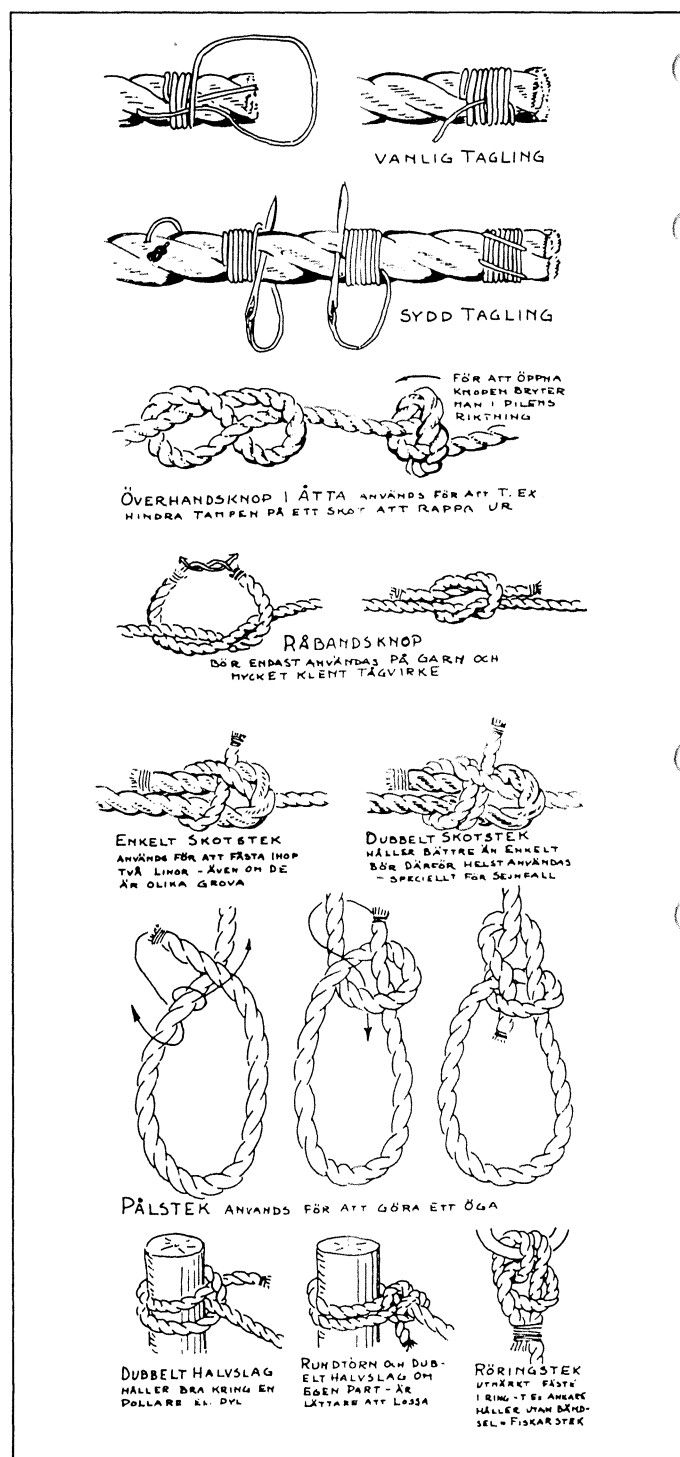 VANLIG TAGLING
SYDD TAGLING
FÖR ATT ÖPPNA
KNOPEN BRYTER
MAN I PILENS
RIKTNING
ÖVERHANDSKNOP I ÅTTA ANVÄNDS FÖR ATT T.EX
HINDRA TAMPEN PÅ ETT SKOT ATT RAPPA UR
RÅBANDSKNOP
BÖR ENDAST ANVÄNDAS PÅ GARN OCH
MYCKET KLENT TÅGVIRKE
ENKELT SKOTSTEK
ANVÄNDS FÖR ATT FÄSTA IHOP
TVÅ LINOR - ÄVEN OM DE
ÄR OLIKA GROVA
DUBBELT SKOTSTEK
HÅLLER BÄTTRE ÄN ENKELT
BÖR DÄRFÖR HELST ANVÄNDAS
- SPECIELLT FÖR
PÅLSTEK ANVÄNDS FÖR ATT GÖRA ETT ÖGA
DUBBELT HALVSLAG
HÅLLER BRA KRING EN
POLLARE EL. DYL
RUNDTÖRN OCH DUB-
ELT HALVSLAG OM
EGEN PART - ÄR
LÄTTARE ATT LOSSA
RÖRINGSTEK
UTMÄRKT FÄSTE
I RING - T EX ANKARE
HÅLLER UTAN BÄND-
SEL = FISKARSTEK